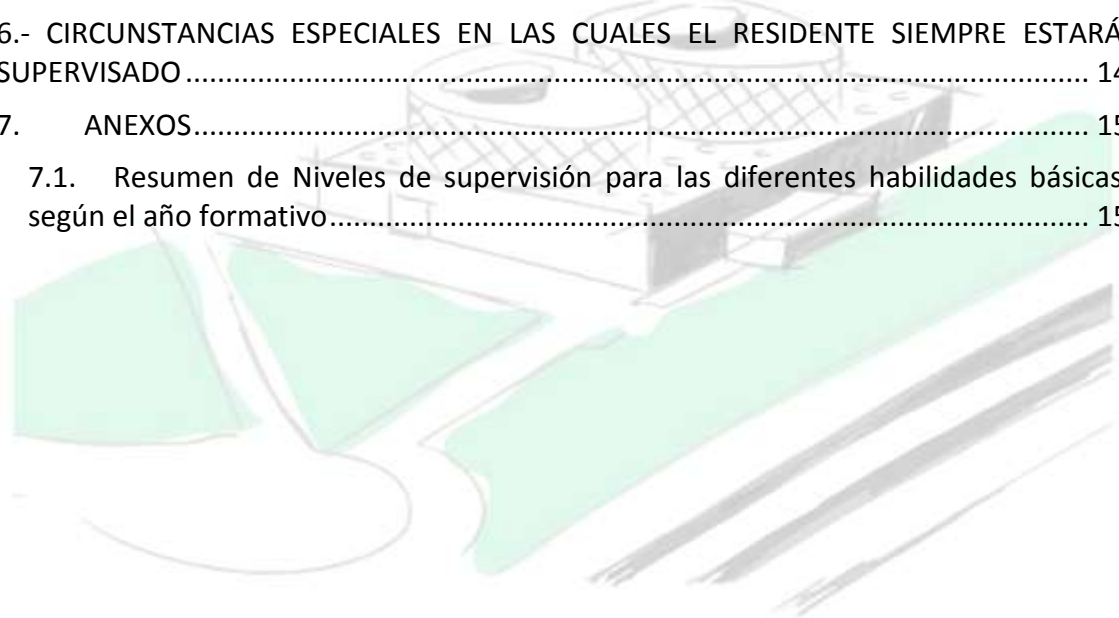 6.- CIRCUNSTANCIAS ESPECIALES EN LAS CUALES EL RESIDENTE SIEMPRE ESTARÁ
SUPERVISADO.................................................................................................................. 14
7. ANEXOS................................................................................................................ 15
7.1. Resumen de Niveles de supervisión para las diferentes habilidades básicas
según el año formativo................................................................................................ 15